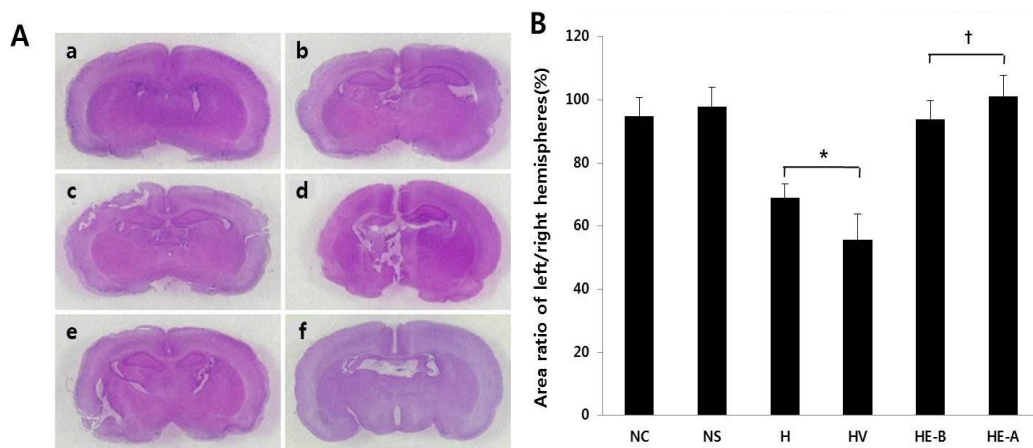 A
a
b
c
d
e
f
B
Area ratio of left/right hemispheres(%)
120
100
80
60
40
20
0
*
†
NC NS H HV HE-B HE-A